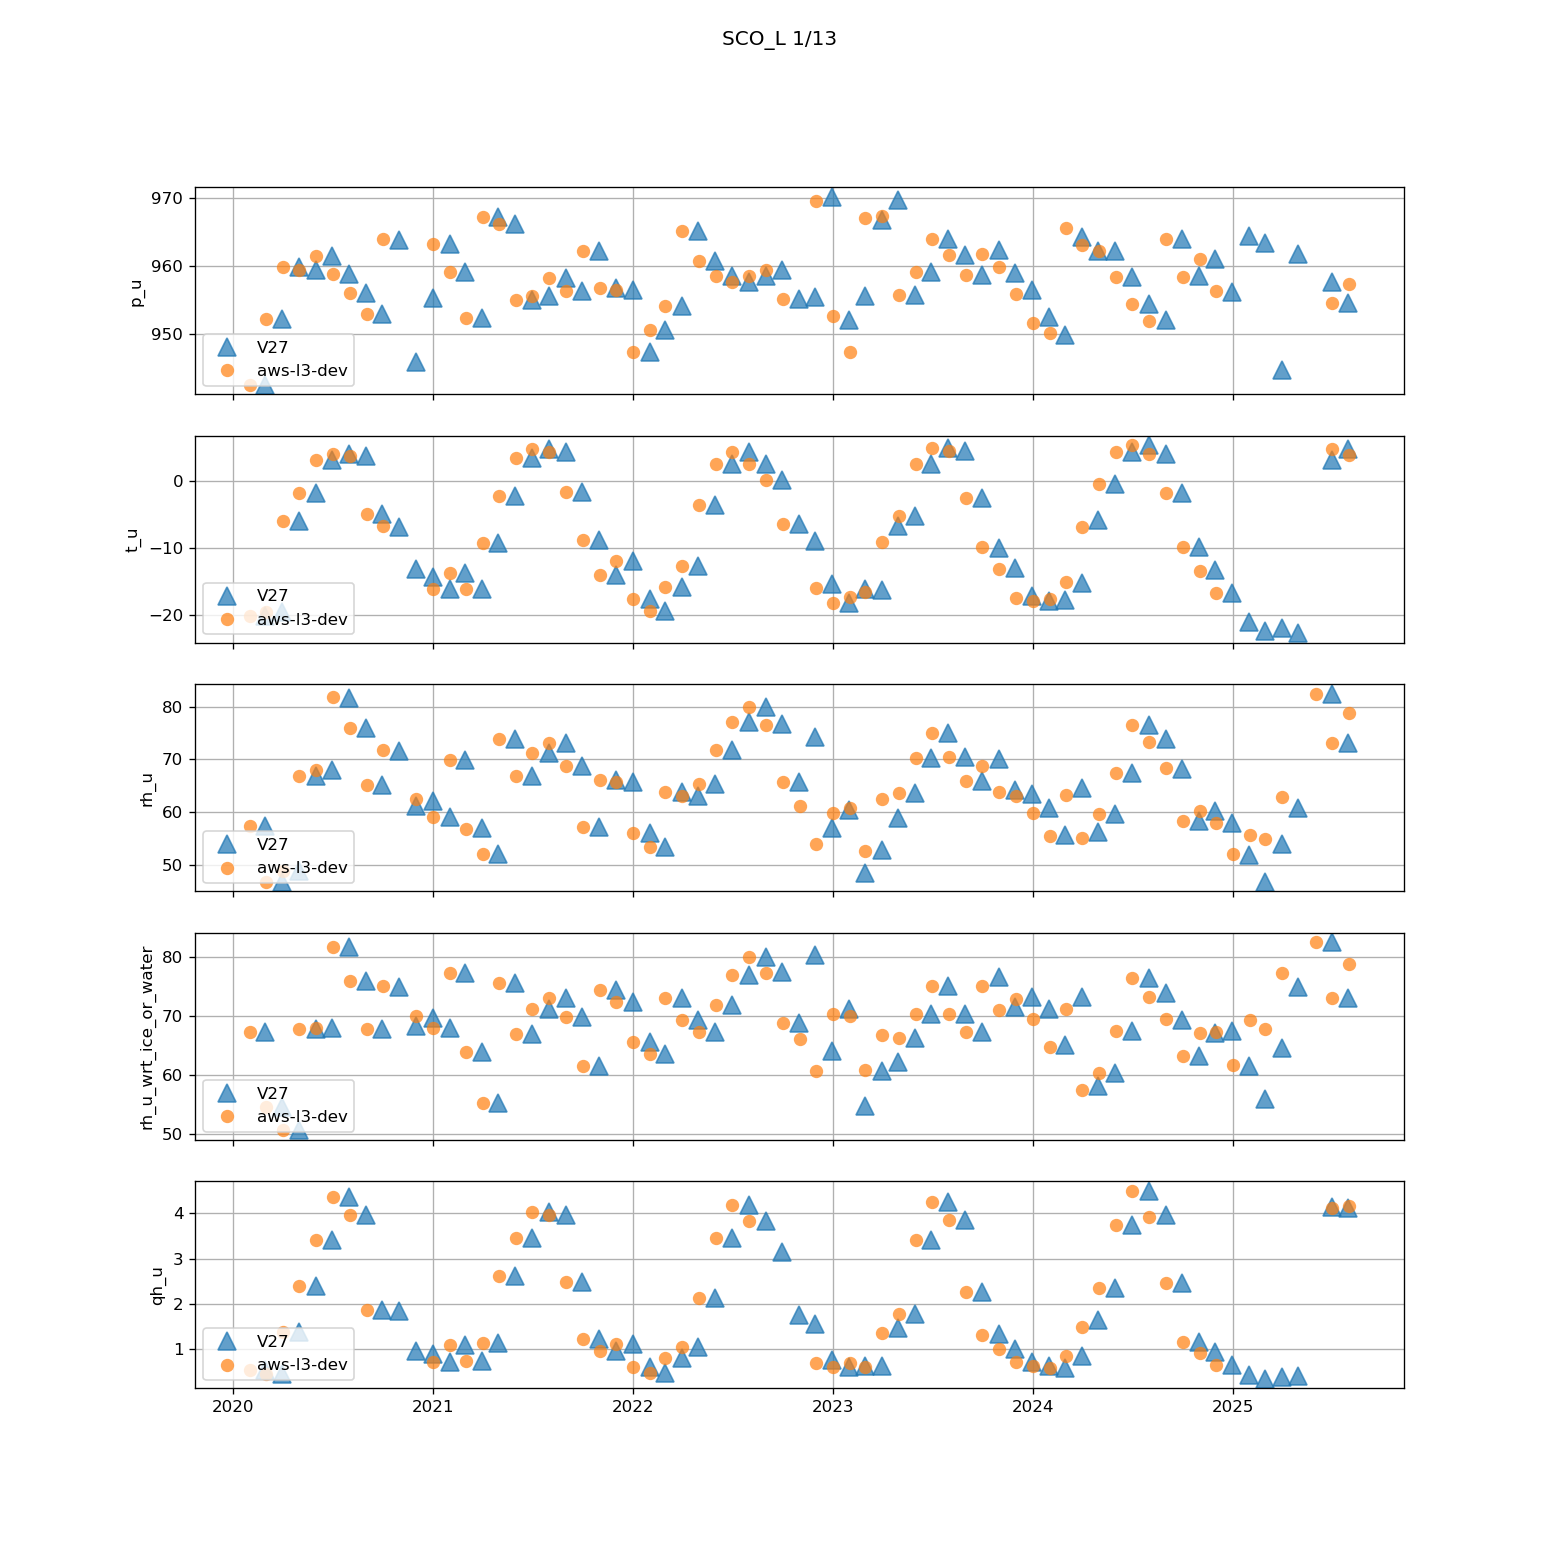 SCO_L 1/13
970
960
950
p_u
V27
aws-l3-dev
0
−10
−20
t_u
V27
aws-l3-dev
80
70
60
50
rh_u
V27
aws-l3-dev
80
70
60
50
rh_u_wrt_ice_or_water
V27
aws-l3-dev
4
3
2
1
qh_u
V27
aws-l3-dev
2020 2021 2022 2023 2024 2025